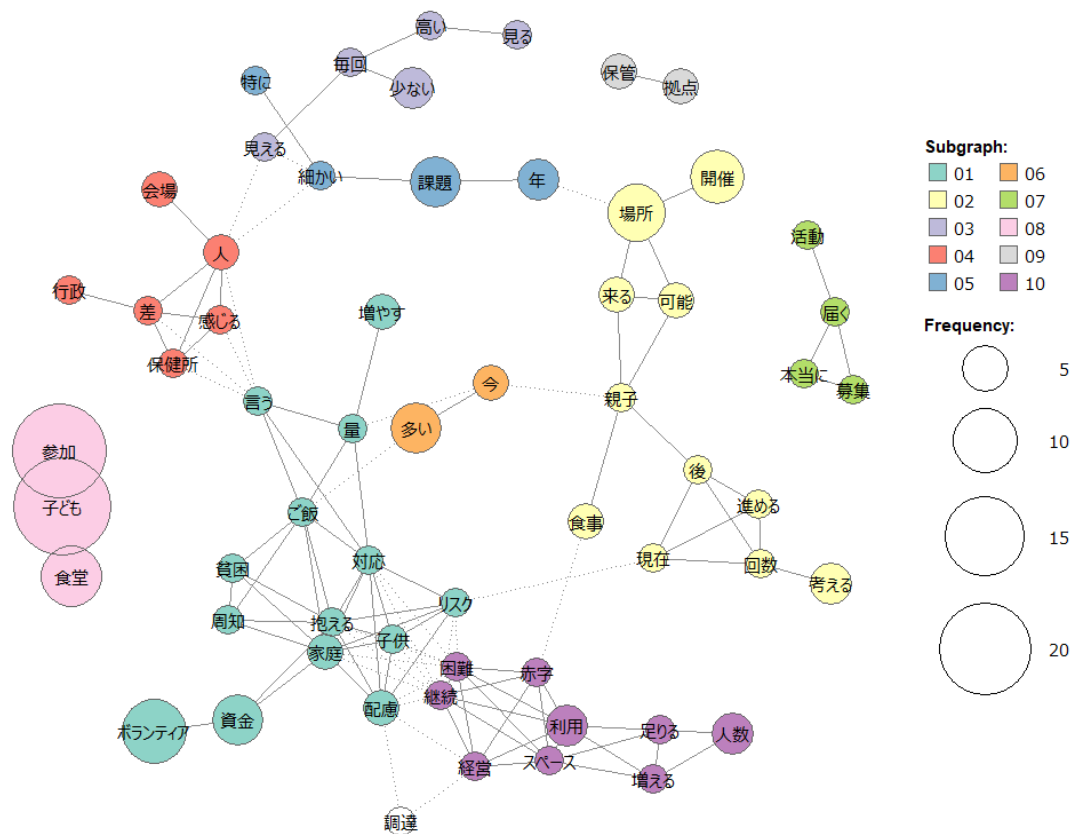 高い
見る
毎回
保管
拠点
特に
少ない
見える
細かい
課題
年
開催
場所
会場
活動
人
行政
差
感じる
来る
可能
届く
増やす
保健所
本当に
募集
今
親子
言う
量
多い
参加
後
子ども
ご飯
食事
進める
対応
現在
回数
考える
食堂
貧困
リスク
周知
抱える
子供
家庭
困難
赤字
継続
配慮
資金
ボランティア
利用
足りる
人数
経営
スペース
増える
調達
Subgraph:
01 06
02 07
03 08
04 09
05 10
Frequency:
5
10
15
20